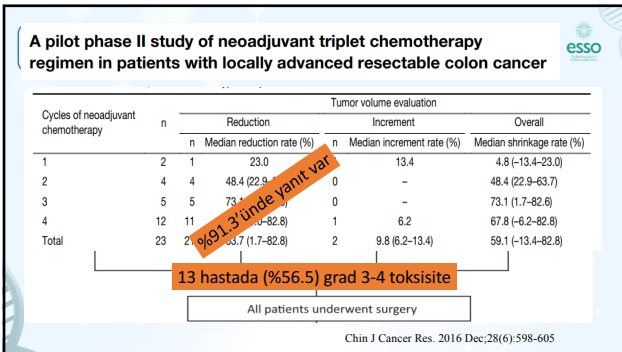 A pilot phase II study of neoadjuvant triplet chemotherapy
regimen in patients with locally advanced resectable colon cancer
esso
Tumor volume evaluation
Cycles of neoadjuvant chemotherapy n Reduction Increment Overall
n Median reduction rate (%) n Median increment rate (%) Median shrinkage rate (%)
1 2 1 23.0 13.4 4.8 (−13.4–23.0)
2 4 4 48.4 (22.9 0 – 48.4 (22.9–63.7)
3 5 5 73.1 0 – 73.1 (1.7–82.6)
4 12 11 –82.8) 1 6.2 67.8 (−6.2–82.8)
Total 23 (1.7–82.8) 2 9.8 (6.2–13.4) 59.1 (−13.4–82.8)
%91.3'ünde yanıt var
13 hastada (%56.5) grad 3-4 toksisite
All patients underwent surgery
Chin J Cancer Res. 2016 Dec;28(6):598-605